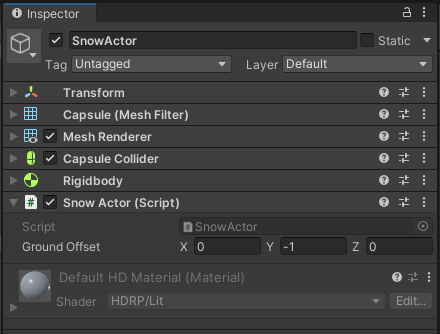 Inspector
SnowActor Static
Tag Untagged Layer Default
Transform
Capsule (Mesh Filter)
Mesh Renderer
Capsule Collider
Rigidbody
# Snow Actor (Script)
Script # SnowActor
Ground Offset X 0 Y -1 Z 0
Default HD Material (Material)
Shader HDRP/Lit Edit...